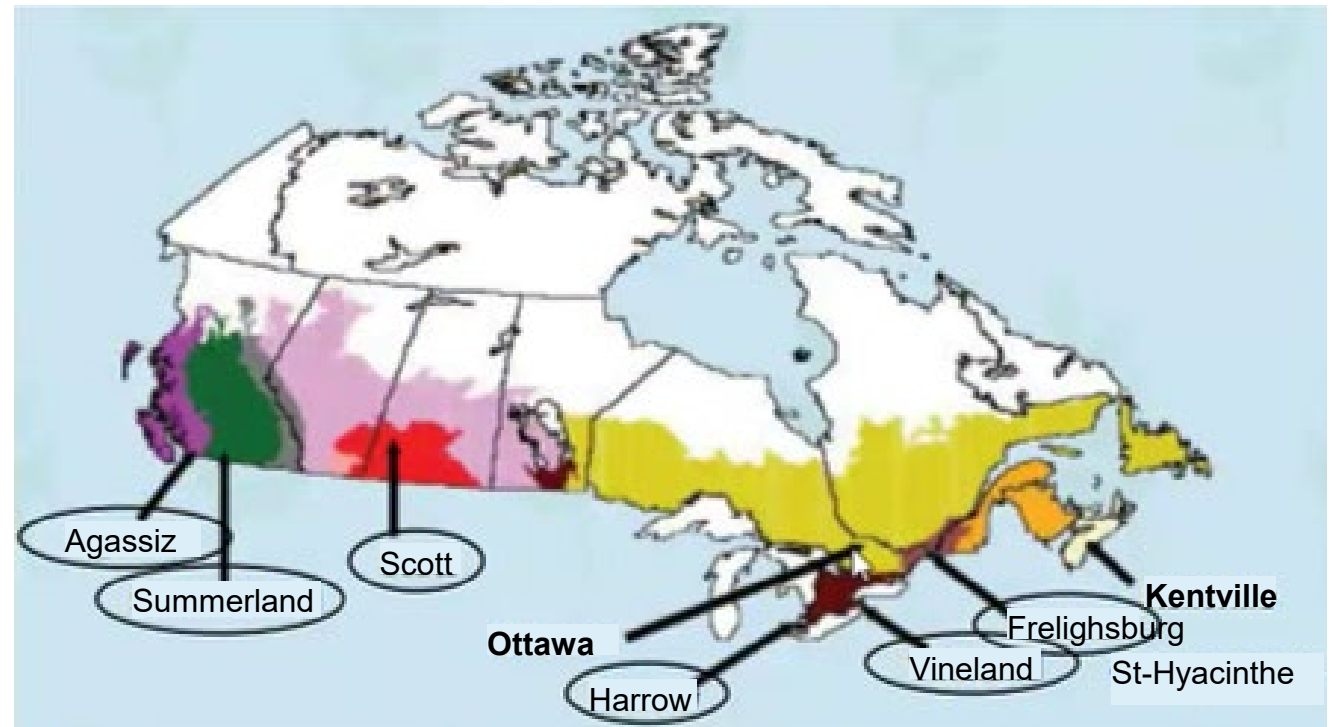 Agassiz
Scott
Summerland
Kentville
Ottawa
Frelighsburg
Vineland
St-Hyacinthe
Harrow